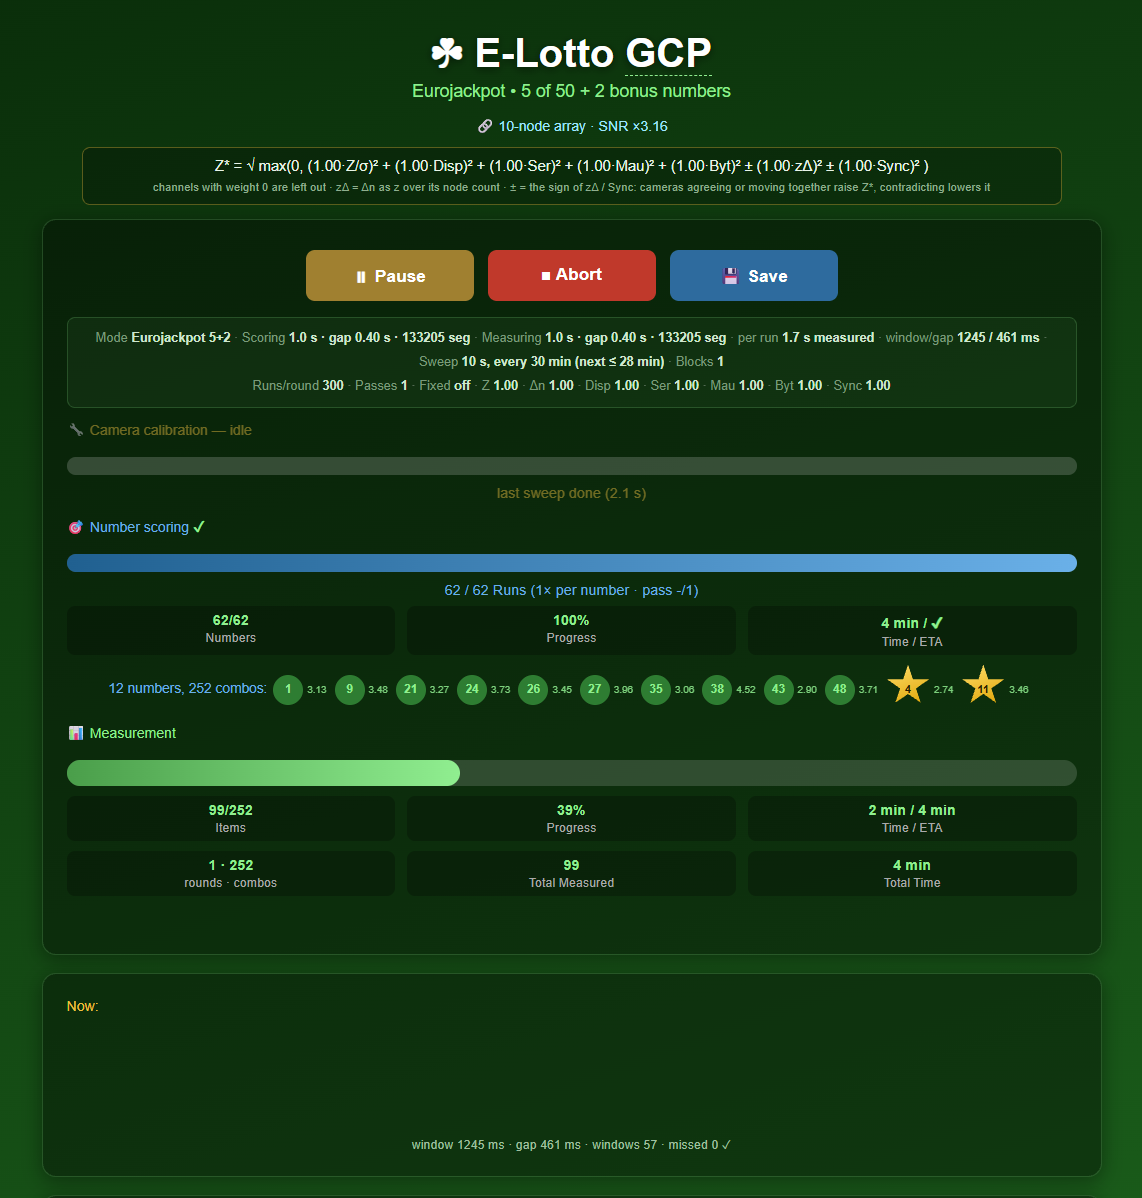 ☘ E-Lotto GCP
Eurojackpot • 5 of 50 + 2 bonus numbers
🔗 10-node array · SNR ×3.16
Z* = √ max(0, (1.00·Z/σ)² + (1.00·Disp)² + (1.00·Ser)² + (1.00·Mau)² + (1.00·Byt)² ± (1.00·zΔ)² ± (1.00·Sync)² )
channels with weight 0 are left out · zΔ = Δn as z over its node count · ± = the sign of zΔ / Sync: cameras agreeing or moving together raise Z*, contradicting lowers it
⏸ Pause
■ Abort
💾 Save
Mode Eurojackpot 5+2 · Scoring 1.0 s · gap 0.40 s · 133205 seg · Measuring 1.0 s · gap 0.40 s · 133205 seg · per run 1.7 s measured · window/gap 1245 / 461 ms ·
Sweep 10 s, every 30 min (next ≤ 28 min) · Blocks 1
Runs/round 300 · Passes 1 · Fixed off · Z 1.00 · Δn 1.00 · Disp 1.00 · Ser 1.00 · Mau 1.00 · Byt 1.00 · Sync 1.00
🔧 Camera calibration — idle
last sweep done (2.1 s)
🎯 Number scoring ✓
62 / 62 Runs (1× per number · pass -/1)
62/62
Numbers
100%
Progress
4 min / ✓
Time / ETA
12 numbers, 252 combos: 1 3.13 9 3.48 21 3.27 24 3.73 26 3.45 27 3.96 35 3.06 38 4.52 43 2.90 48 3.71 4 2.74 11 3.46
📊 Measurement
99/252
Items
39%
Progress
2 min / 4 min
Time / ETA
1 · 252
rounds · combos
99
Total Measured
4 min
Total Time
Now:
window 1245 ms · gap 461 ms · windows 57 · missed 0 ✓